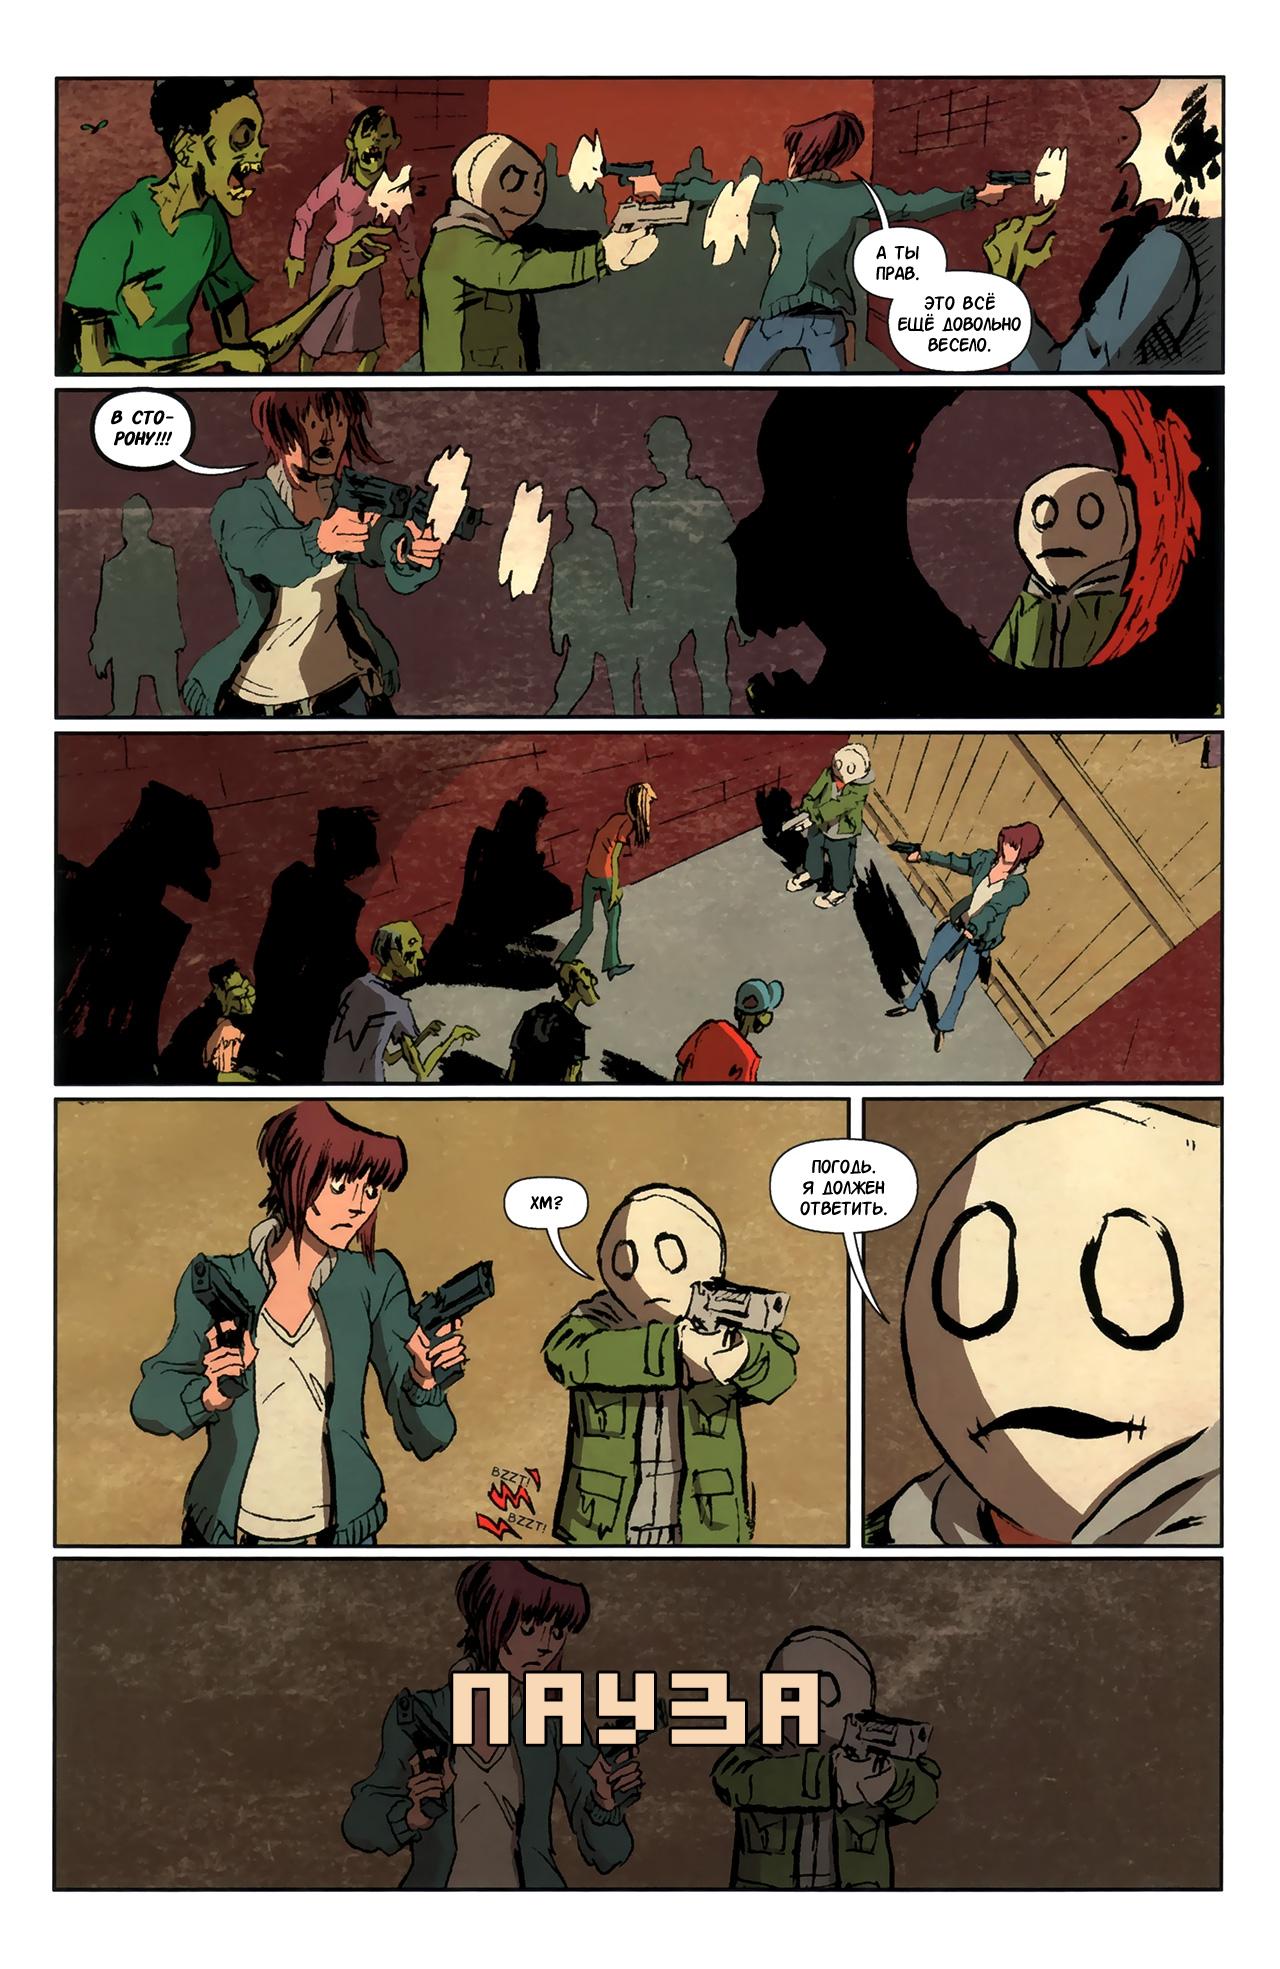 А ТЫ
ПРАВ.
ЭТО ВСЁ
ЕЩЁ ДОВОЛЬНО
ВЕСЕЛО.
В СТО-
РОНУ!!!
ХМ?
BZZT!
BZZT!
ПОГОДЬ.
Я ДОЛЖЕН
ОТВЕТИТЬ.
ПАУЗА